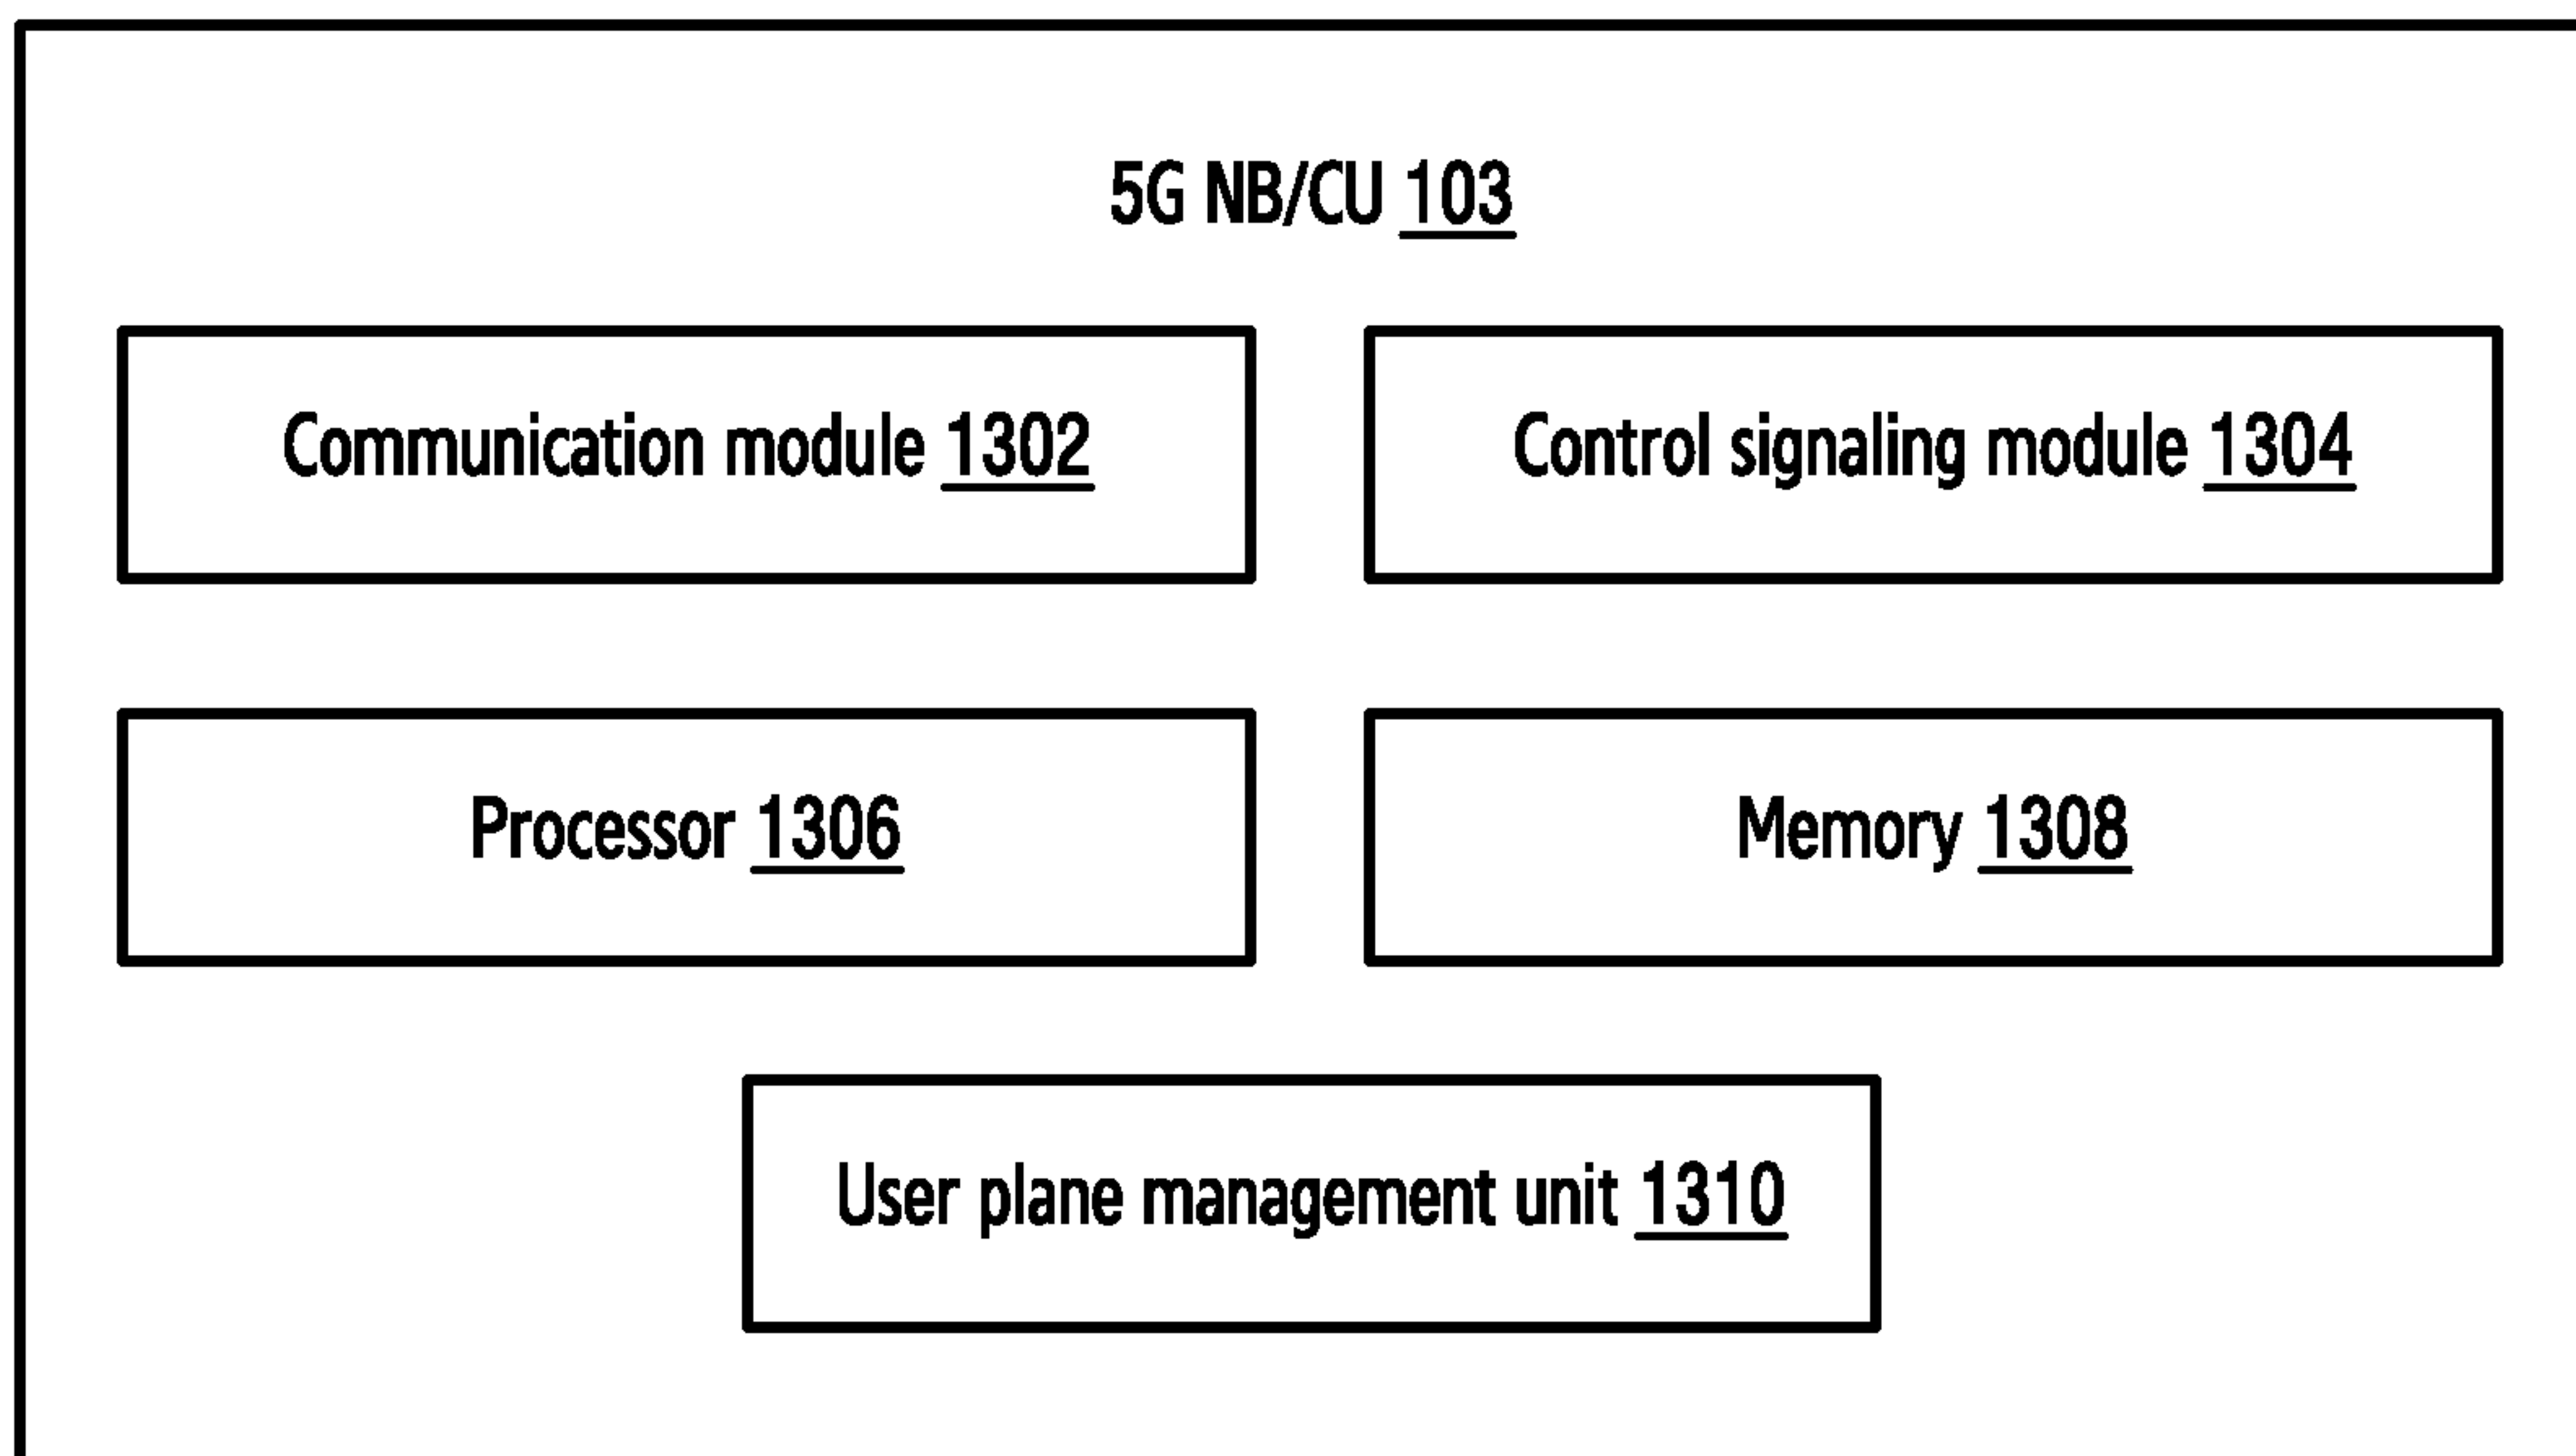 5G NB/CU 103
Communication module 1302
Control signaling module 1304
Processor 1306
Memory 1308
User plane management unit 1310